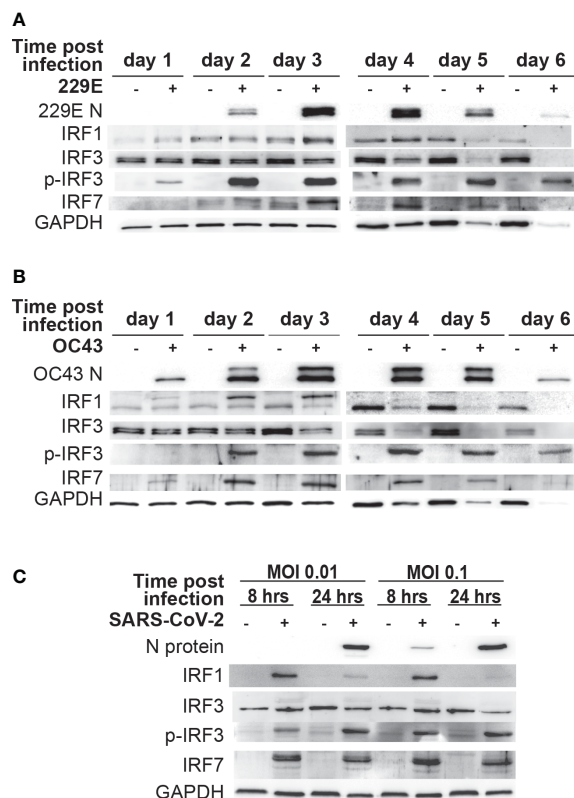 A
Time post
infection
day 1 day 2 day 3 day 4 day 5 day 6
229E - + - + - + - + - + - +
229E N
IRF1
IRF3
p-IRF3
IRF7
GAPDH
B
Time post
infection
day 1 day 2 day 3 day 4 day 5 day 6
OC43 - + - + - + - + - + - +
OC43 N
IRF1
IRF3
p-IRF3
IRF7
GAPDH
C
MOI 0.01 MOI 0.1
Time post
infection
8 hrs 24 hrs 8 hrs 24 hrs
SARS-CoV-2 - + - + - + - +
N protein
IRF1
IRF3
p-IRF3
IRF7
GAPDH